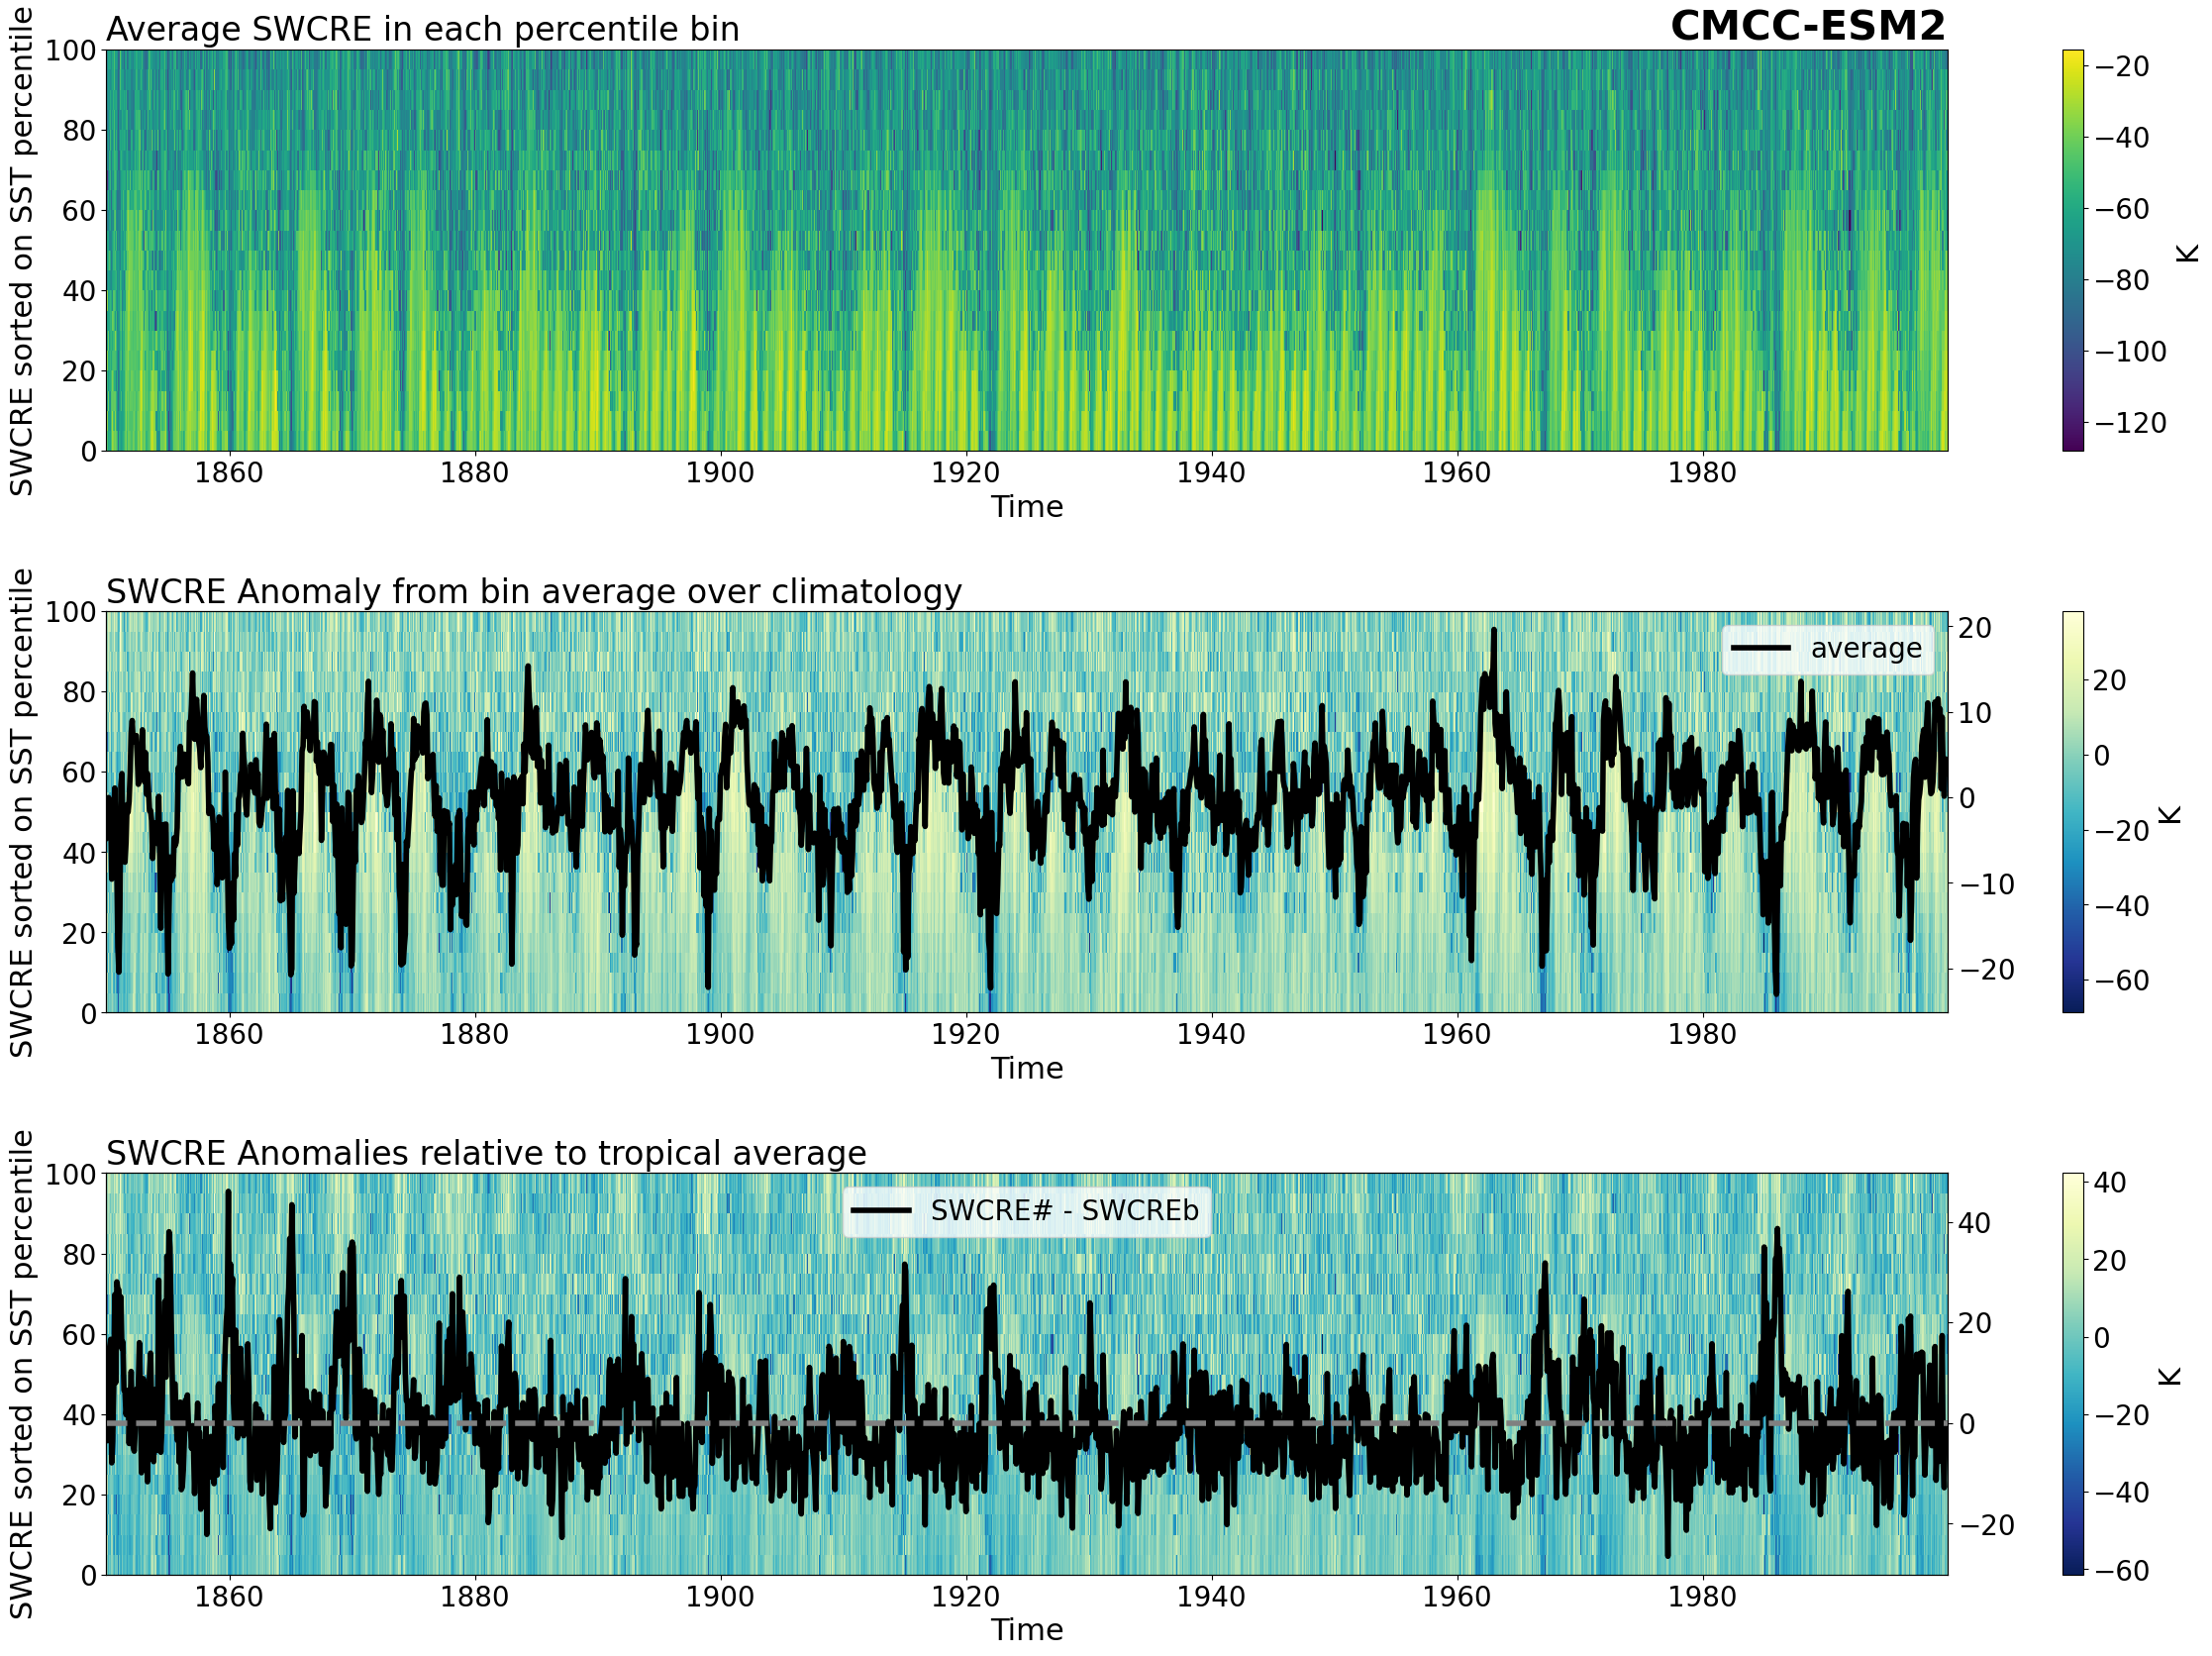 Average SWCRE in each percentile bin
CMCC-ESM2
SWCRE sorted on SST percentile
100
80
60
40
20
0
1860 1880 1900 1920 1940 1960 1980
Time
−20
−40
−60
−80
−100
−120
K
SWCRE Anomaly from bin average over climatology
SWCRE sorted on SST percentile
100
80
60
40
20
0
average
20
10
0
−10
−20
1860 1880 1900 1920 1940 1960 1980
Time
20
0
−20
−40
−60
K
SWCRE Anomalies relative to tropical average
SWCRE sorted on SST percentile
100
80
60
40
20
0
SWCRE# - SWCREb
40
20
0
−20
1860 1880 1900 1920 1940 1960 1980
Time
40
20
0
−20
−40
−60
K